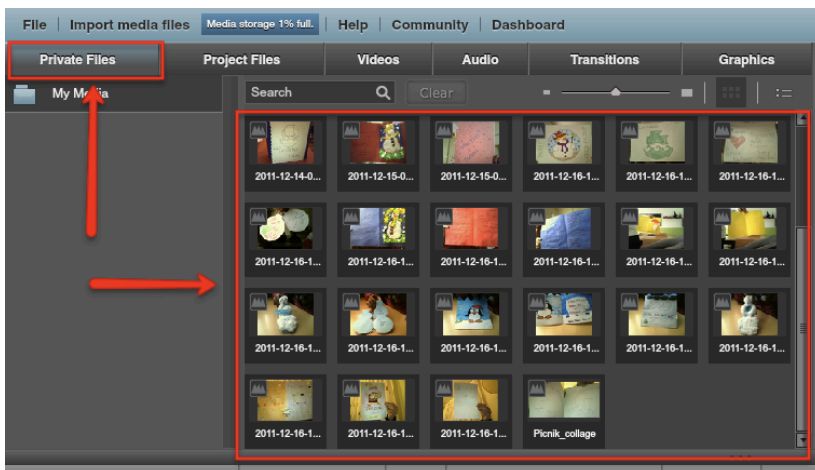 File | Import media files Media storage 1% full. | Help | Community | Dashboard
Private Files Project Files Videos Audio Transitions Graphics
My Media Search Clear
2011-12-14-0... 2011-12-15-0... 2011-12-15-0... 2011-12-16-1... 2011-12-16-1... 2011-12-16-1...
2011-12-16-1... 2011-12-16-1... 2011-12-16-1... 2011-12-16-1... 2011-12-16-1... 2011-12-16-1...
2011-12-16-1... 2011-12-16-1... 2011-12-16-1... 2011-12-16-1... 2011-12-16-1... 2011-12-16-1...
2011-12-16-1... 2011-12-16-1... 2011-12-16-1... Picnik_collage